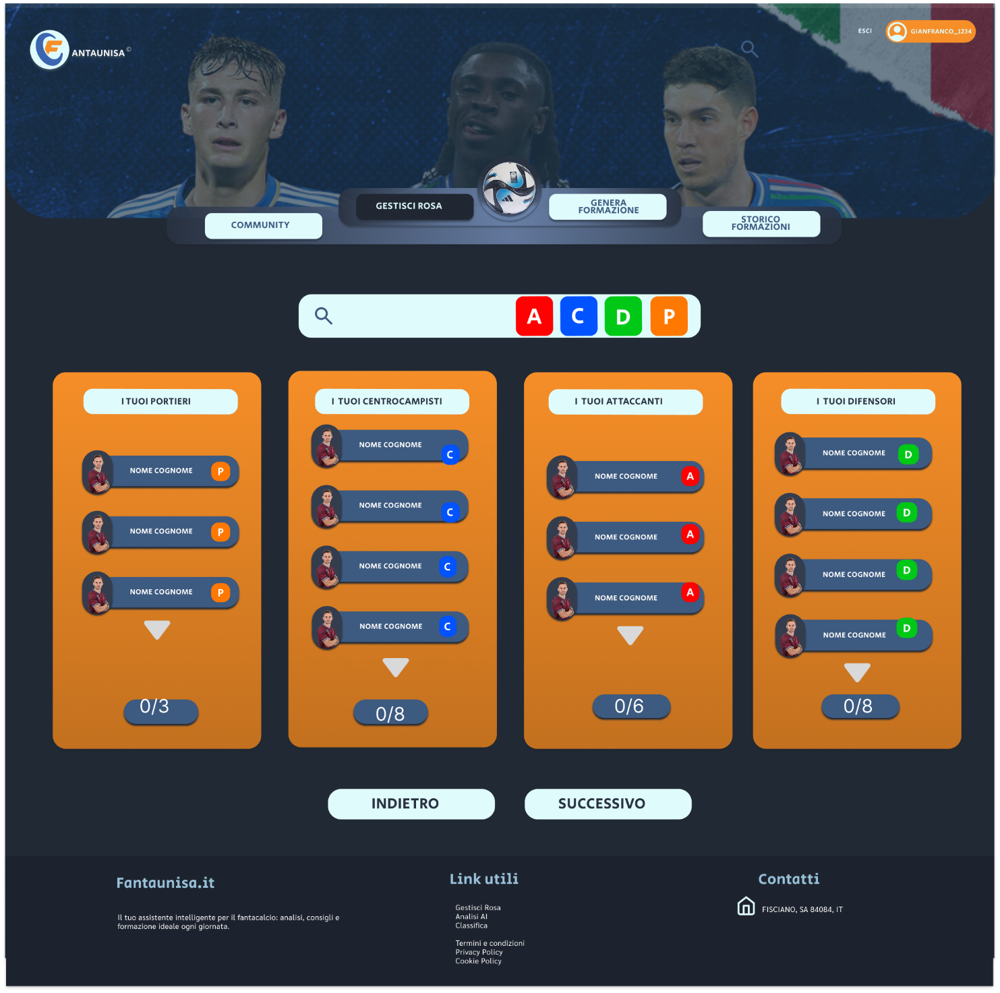 ANTAUNISA©
ESCI
GIANFRANCO_1234
COMMUNITY
GESTISCI ROSA
GENERA
FORMAZIONE
STORICO
FORMAZIONI
A C D P
I TUOI PORTIERI
NOME COGNOME P
NOME COGNOME P
NOME COGNOME P
0/3
I TUOI CENTROCAMPISTI
NOME COGNOME C
NOME COGNOME C
NOME COGNOME C
NOME COGNOME C
0/8
I TUOI ATTACCANTI
NOME COGNOME A
NOME COGNOME A
NOME COGNOME A
0/6
I TUOI DIFENSORI
NOME COGNOME D
NOME COGNOME D
NOME COGNOME D
NOME COGNOME D
0/8
INDIETRO
SUCCESSIVO
Fantaunisa.it
Il tuo assistente intelligente per il fantacalcio: analisi, consigli e
formazione ideale ogni giornata.
Link utili
Gestisci Rosa
Analisi AI
Classifica
Termini e condizioni
Privacy Policy
Cookie Policy
Contatti
FISCIANO, SA 84084, IT